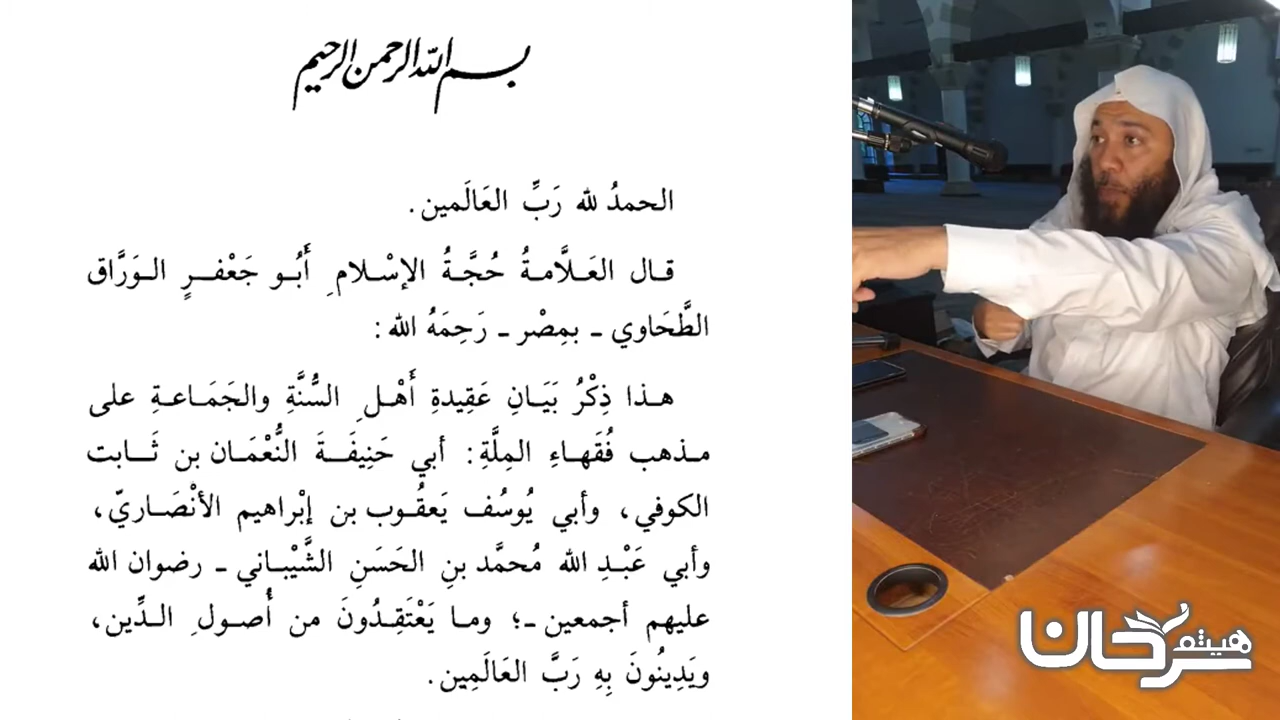 بسم الله الرحمن الرحيم
الحمدُ لله رَبِّ العَالَمين.
قـال العَـلَّامـةُ حُجَّـةُ الإسْـلام ِ أَبُـو جَعْفَـرٍ الـوَرَّاق
الطَّحَاوي ـ بمِصْر ـ رَحِمَهُ الله :
هـذا ذِكْرُ بَيَـانِ عَقِيدةِ أَهْـلِ السُّنَّةِ والجَمَـاعـةِ على
مـذهب فُقَهـاءِ المِلَّةِ: أبي حَنِيفَـةَ النُّعْمَـان بن ثَـابت
الكوفي، وأبي يُوسُف يَعقُـوب بن إبْراهيم الأنْصَـاريّ،
وأبي عَبْـدِ الله مُحمَّد بنِ الحَسَنِ الشَّيْبـاني ـ رضوان الله
عليهم أجمعين ـ؛ ومـا يَعْتَقِـدُونَ من أُصـولِ الـدِّين،
ويَدِينُونَ بِهِ رَبَّ العَالَمِين.
هيثم سرحان